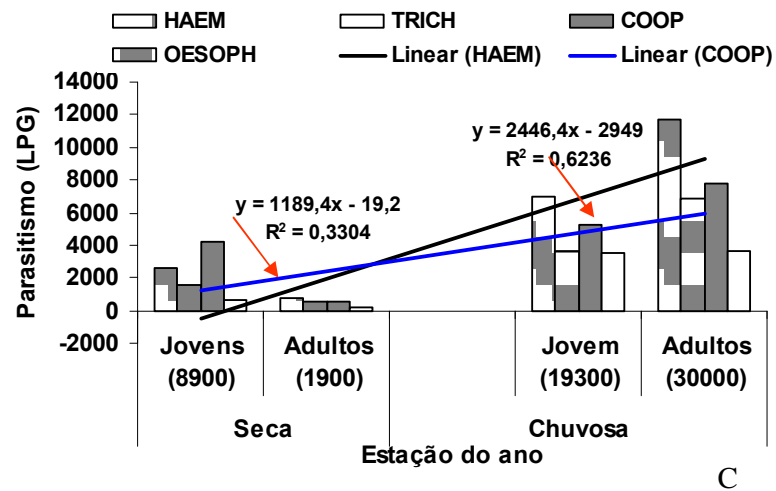 HAEM TRICH COOP
OESOPH Linear (HAEM) Linear (COOP)
Parasitismo (LPG)
14000
12000
10000
8000
6000
4000
2000
0
-2000
y = 2446,4x - 2949
R² = 0,6236
y = 1189,4x - 19,2
R² = 0,3304
Jovens Adultos Jovem Adultos
(8900) (1900) (19300) (30000)
Seca Chuvosa
Estação do ano
C